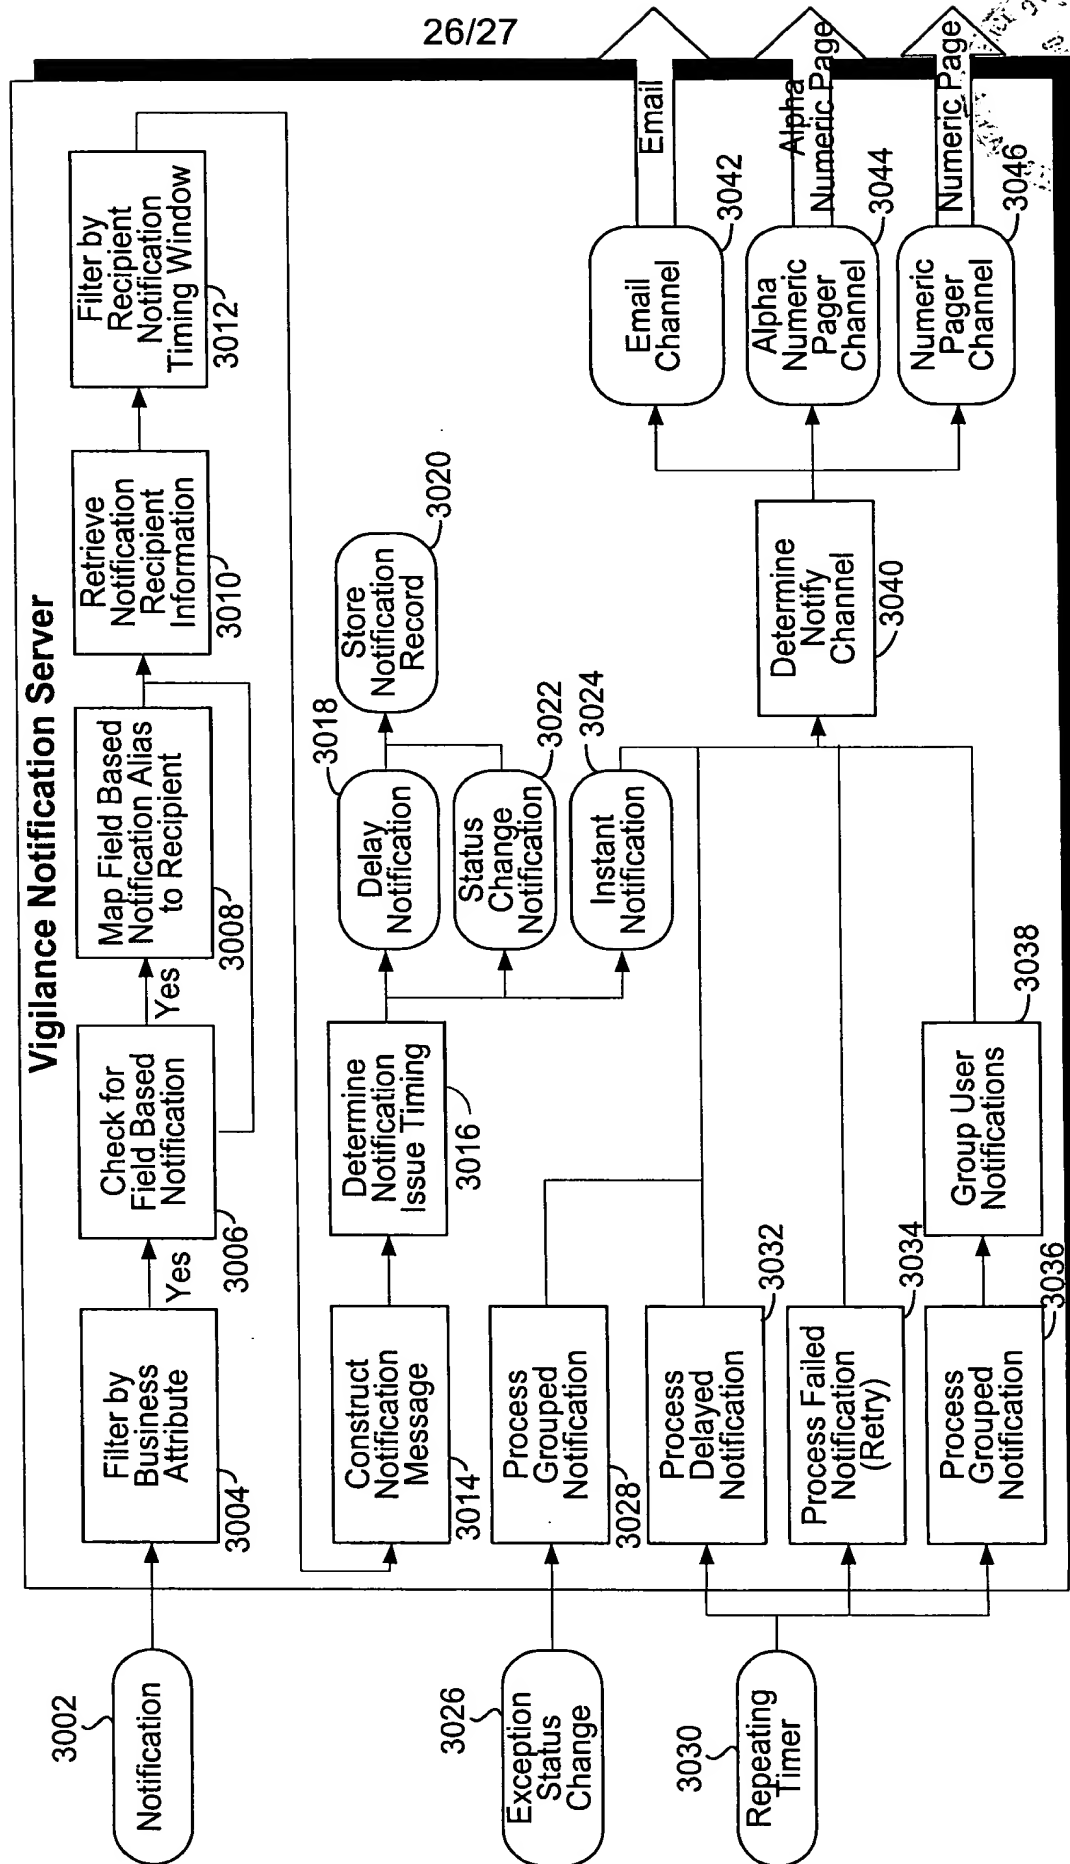 26/27
Vigilance Notification Server
3002
Notification
Filter by
Business
Attribute
3004
Yes
Check for
Field Based
Notification
3006
Yes
Map Field Based
Notification Alias
to Recipient
3008
Retrieve
Notification
Recipient
Information
3010
Filter by
Recipient
Notification
Timing Window
3012
Construct
Notification
Message
3014
Determine
Notification
Issue Timing
3016
Delay
Notification
3018
Status
Change
Notification
3022
Instant
Notification
3024
Store
Notification
Record
3020
3026
Exception
Status
Change
Process
Grouped
Notification
3028
3030
Repeating
Timer
Process
Delayed
Notification
3032
Process Failed
Notification
(Retry)
3034
Process
Grouped
Notification
3036
Group User
Notifications
3038
Determine
Notify
Channel
3040
Email
Channel
3042
Email
Alpha
Numeric
Pager
Channel
3044
Alpha
Numeric Page
Numeric
Pager
Channel
3046
Numeric Page